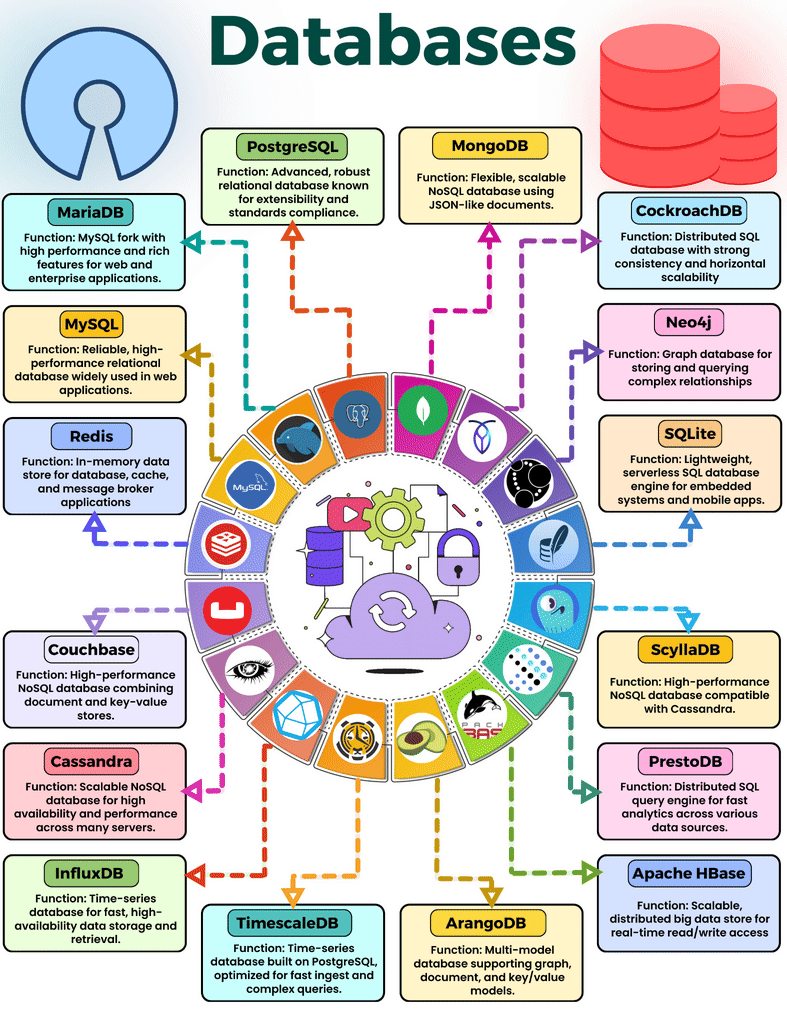 Databases
PostgreSQL
Function: Advanced, robust
relational database known
for extensibility and
standards compliance.
MongoDB
Function: Flexible, scalable
NoSQL database using
JSON-like documents.
MariaDB
Function: MySQL fork with
high performance and rich
features for web and
enterprise applications.
CockroachDB
Function: Distributed SQL
database with strong
consistency and horizontal
scalability
MySQL
Function: Reliable, high-
performance relational
database widely used in web
applications.
Neo4j
Function: Graph database for
storing and querying
complex relationships
Redis
Function: In-memory data
store for database, cache,
and message broker
applications
SQLite
Function: Lightweight,
serverless SQL database
engine for embedded
systems and mobile apps.
MySQL
Couchbase
Function: High-performance
NoSQL database combining
document and key-value
stores.
ScyllaDB
Function: High-performance
NoSQL database compatible
with Cassandra.
Cassandra
Function: Scalable NoSQL
database for high
availability and performance
across many servers.
PrestoDB
Function: Distributed SQL
query engine for fast
analytics across various
data sources.
InfluxDB
Function: Time-series
database for fast, high-
availability data storage and
retrieval.
Apache HBase
Function: Scalable,
distributed big data store for
real-time read/write access
TimescaleDB
Function: Time-series
database built on PostgreSQL,
optimized for fast ingest and
complex queries.
ArangoDB
Function: Multi-model
database supporting graph,
document, and key/value
models.